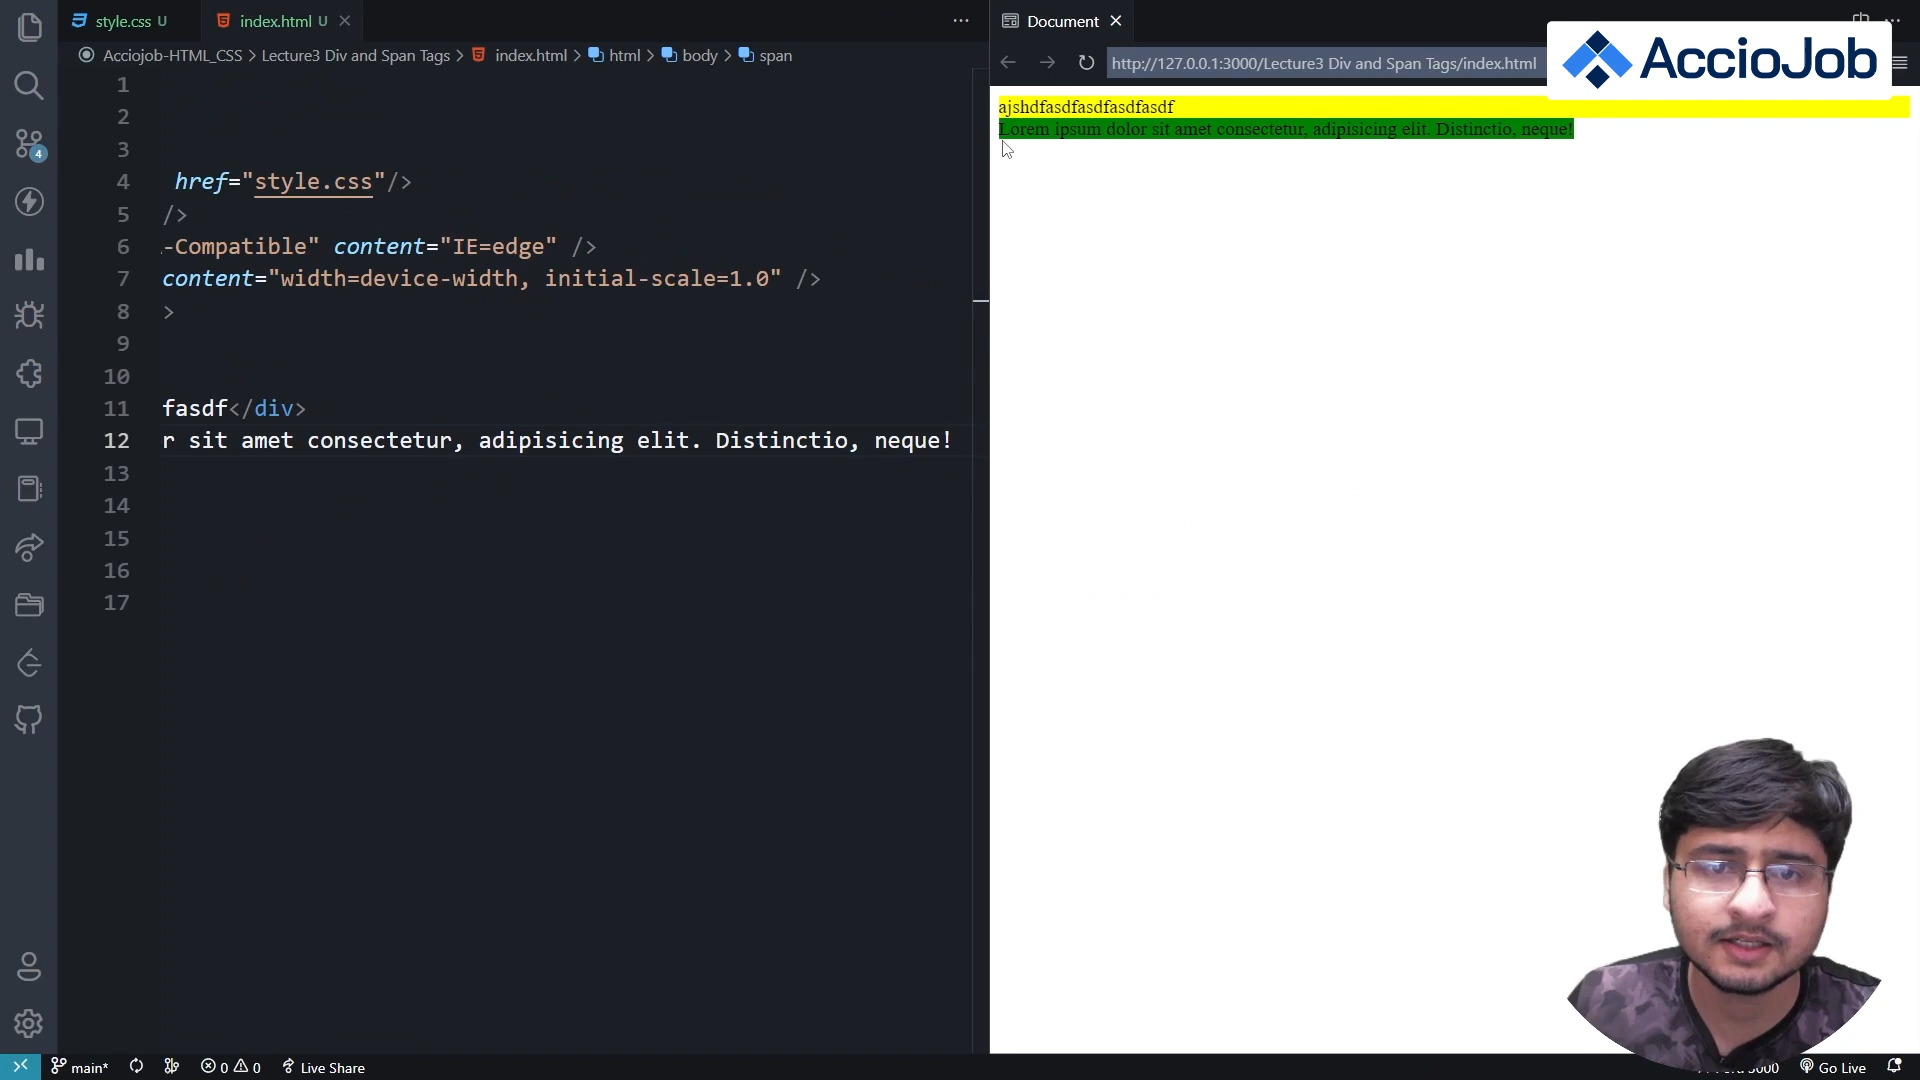 style.css U
index.html U
Document
AccioJob
Acciojob-HTML_CSS > Lecture3 Div and Span Tags > index.html > html > body > span
http://127.0.0.1:3000/Lecture3 Div and Span Tags/index.html
1
2
3
4 href="style.css"/>
5 />
6 -Compatible" content="IE=edge" />
7 content="width=device-width, initial-scale=1.0" />
8 >
9
10
11 fasdf</div>
12 r sit amet consectetur, adipisicing elit. Distinctio, neque!
13
14
15
16
17
ajshdfasdfasdfasdfasdf
Lorem ipsum dolor sit amet consectetur, adipisicing elit. Distinctio, neque!
4
main* 0 0 Live Share
Go Live